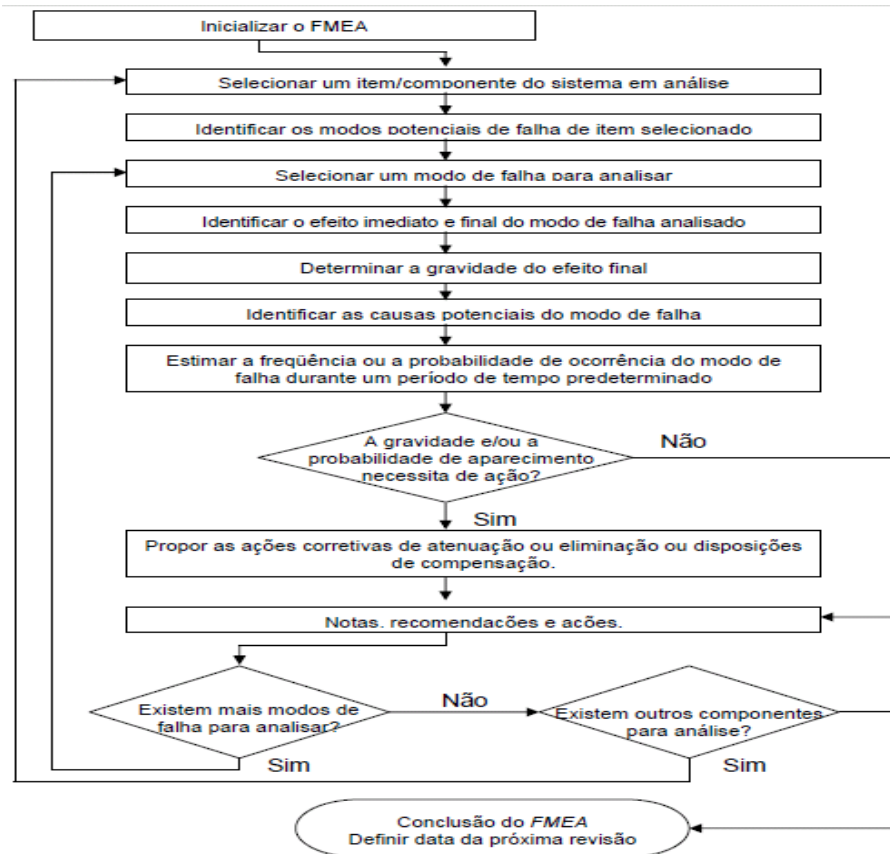 Inicializar o FMEA
Selecionar um item/componente do sistema em análise
Identificar os modos potenciais de falha de item selecionado
Selecionar um modo de falha para analisar
Identificar o efeito imediato e final do modo de falha analisado
Determinar a gravidade do efeito final
Identificar as causas potenciais do modo de falha
Estimar a freqüência ou a probabilidade de ocorrência do modo de
falha durante um período de tempo predeterminado
A gravidade e/ou a
probabilidade de aparecimento
necessita de ação?
Não
Sim
Propor as ações corretivas de atenuação ou eliminação ou disposições
de compensação.
Notas, recomendações e ações.
Existem mais modos de
falha para analisar?
Não
Existem outros componentes
para análise?
Sim
Sim
Conclusão do FMEA
Definir data da próxima revisão